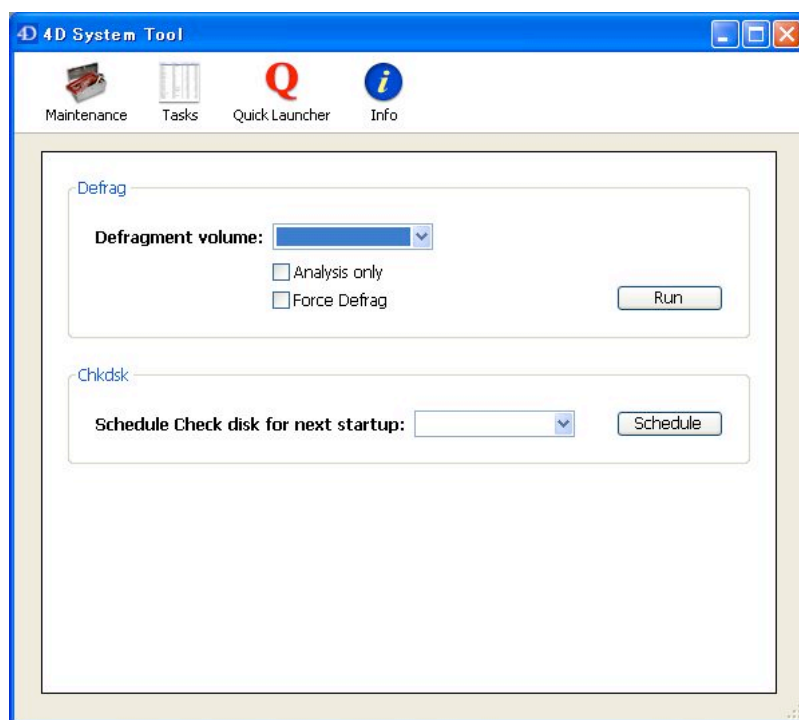 4D 4D System Tool
Maintenance Tasks Q Quick Launcher i Info
Defrag
Defragment volume:
Analysis only
Force Defrag
Run
Chkdsk
Schedule Check disk for next startup:
Schedule